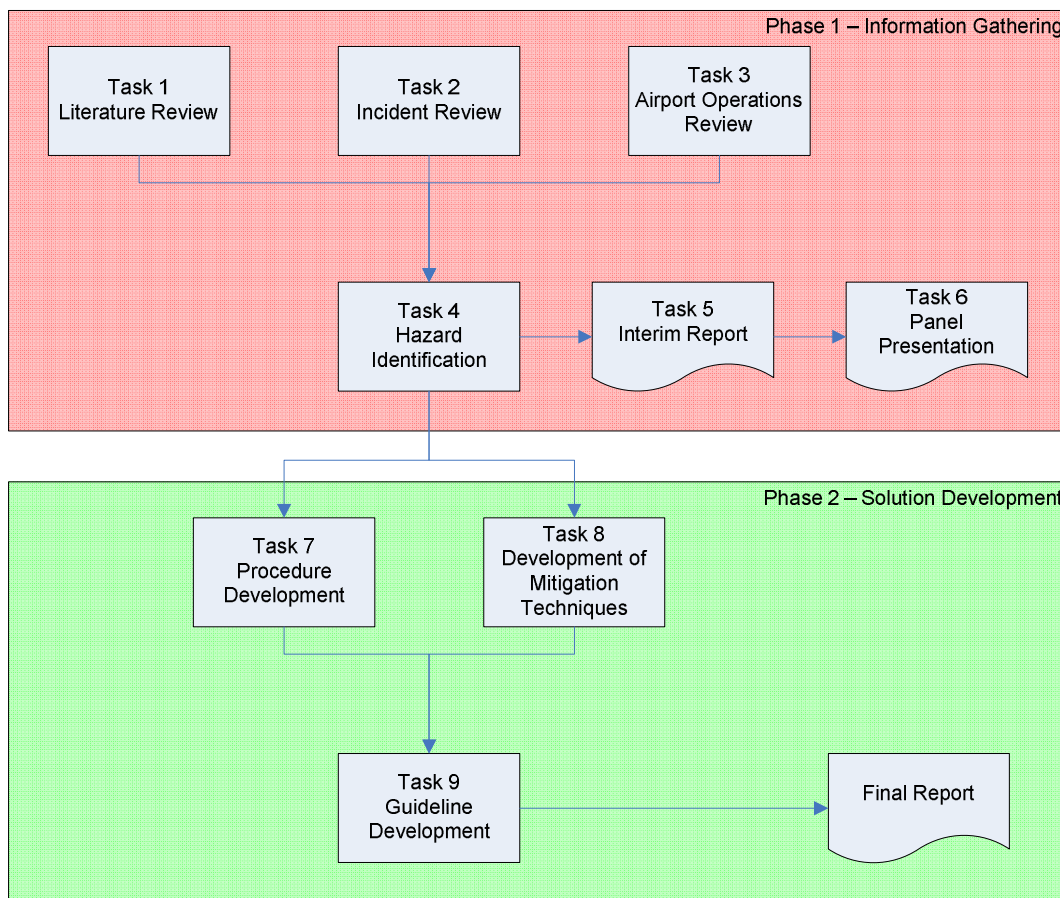 Phase 1 – Information Gathering
Task 1
Literature Review
Task 2
Incident Review
Task 3
Airport Operations
Review
Task 4
Hazard
Identification
Task 5
Interim Report
Task 6
Panel
Presentation
Phase 2 – Solution Development
Task 7
Procedure
Development
Task 8
Development of
Mitigation
Techniques
Task 9
Guideline
Development
Final Report